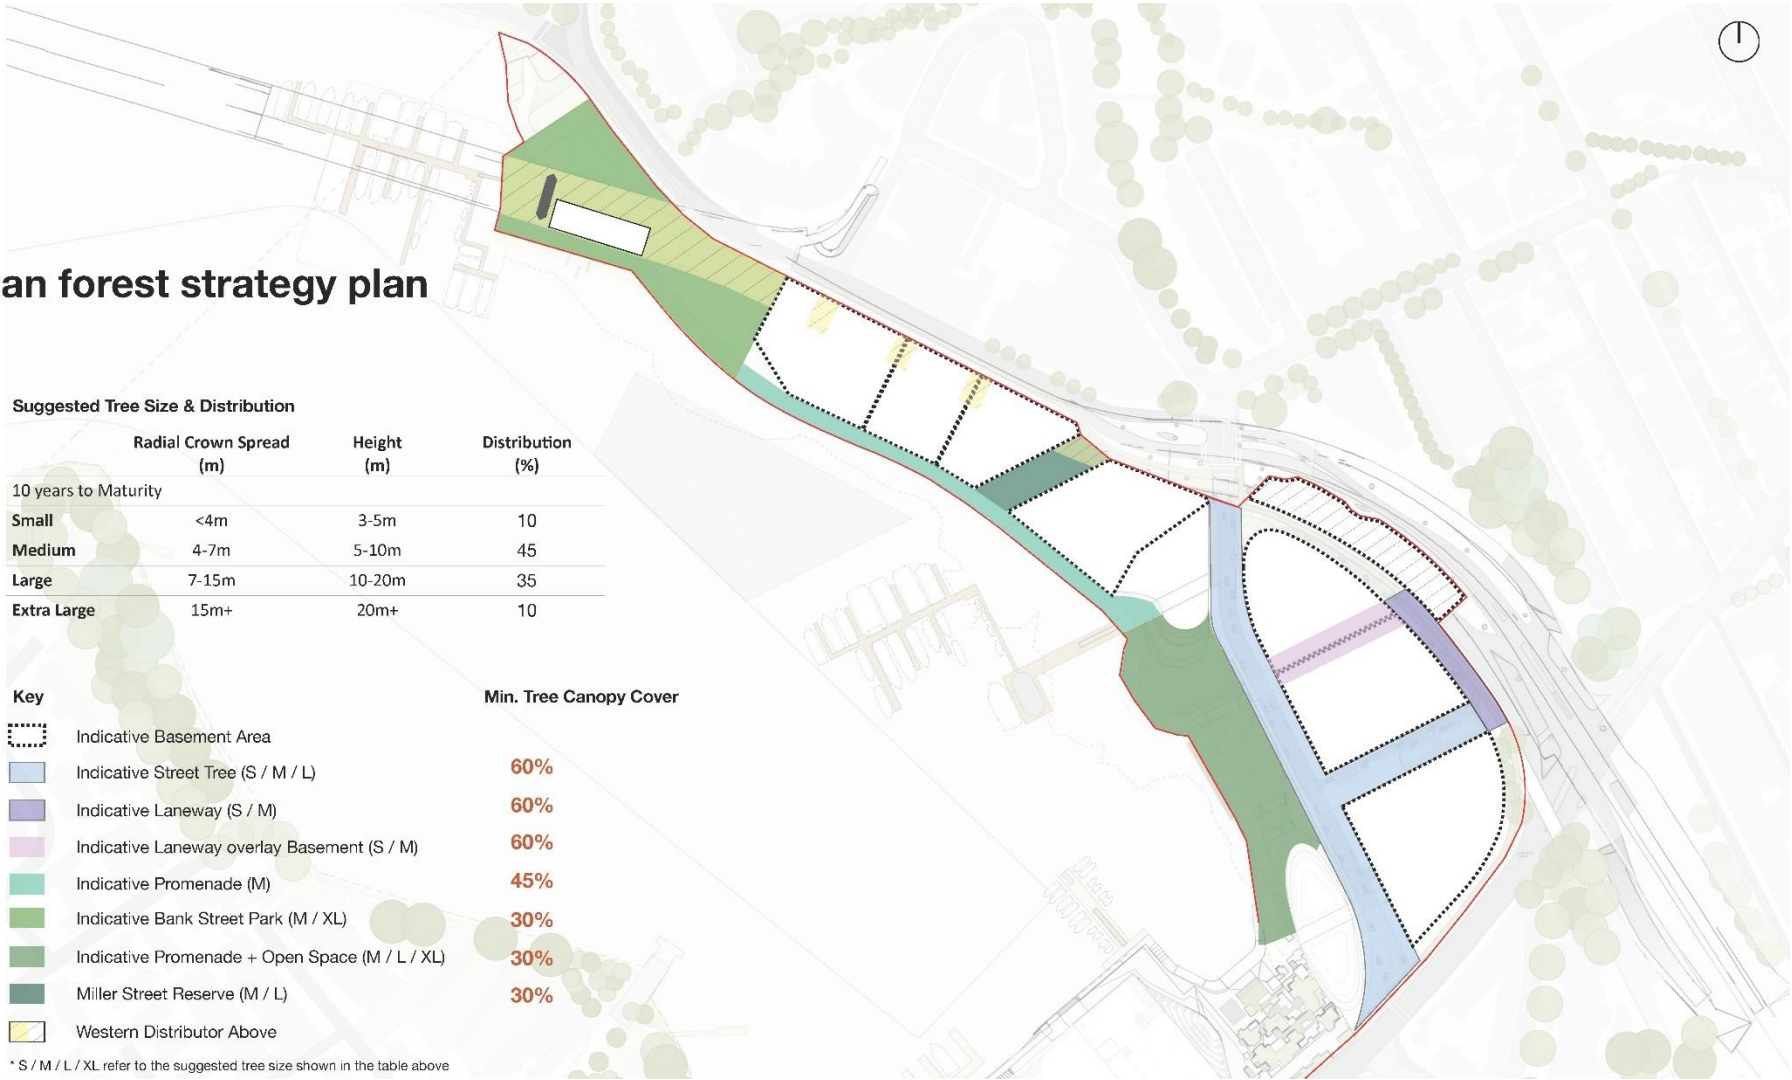 an forest strategy plan
Suggested Tree Size & Distribution
Radial Crown Spread Height Distribution
(m) (m) (%)
10 years to Maturity
Small <4m 3-5m 10
Medium 4-7m 5-10m 45
Large 7-15m 10-20m 35
Extra Large 15m+ 20m+ 10
Key Min. Tree Canopy Cover
Indicative Basement Area
Indicative Street Tree (S / M / L) 60%
Indicative Laneway (S / M) 60%
Indicative Laneway overlay Basement (S / M) 60%
Indicative Promenade (M) 45%
Indicative Bank Street Park (M / XL) 30%
Indicative Promenade + Open Space (M / L / XL) 30%
Miller Street Reserve (M / L) 30%
Western Distributor Above
* S / M / L / XL refer to the suggested tree size shown in the table above